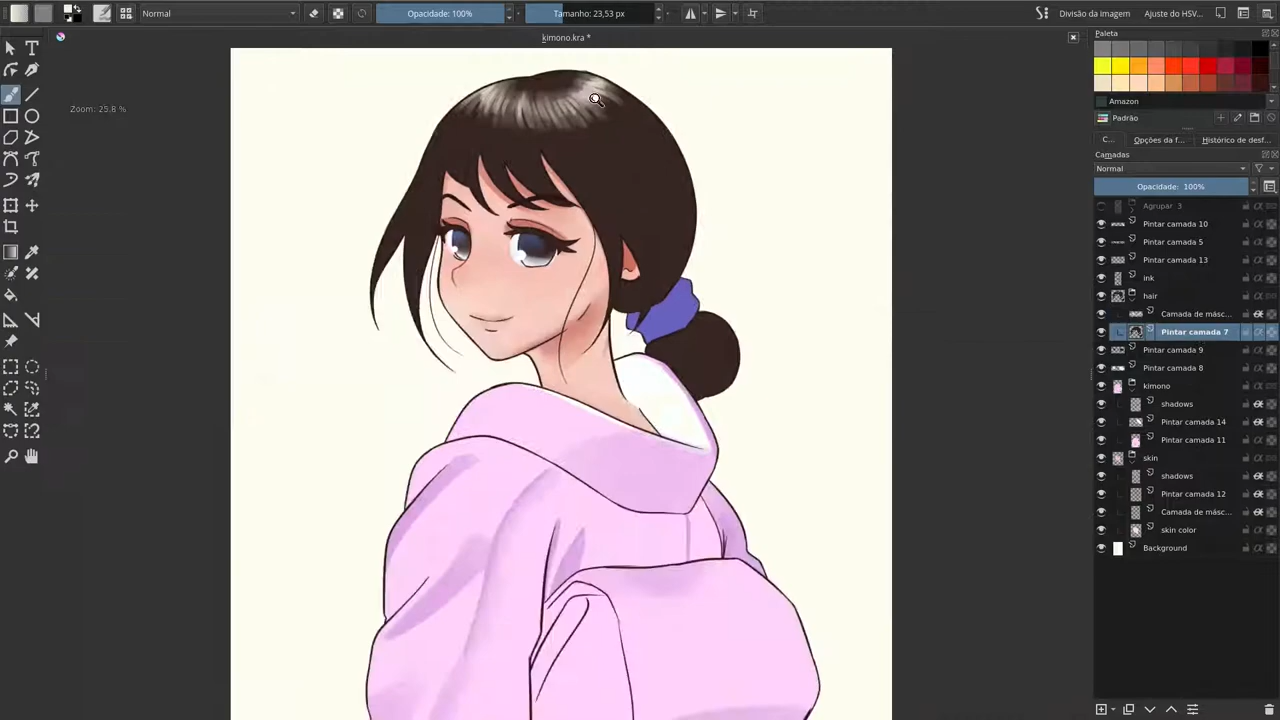 Normal
Opacidade: 100%
Tamanho: 23,53 px
Divisão da imagem
Ajuste do HSV...
kimono.kra *
Zoom: 25.8 %
Paleta
Amazon
Padrão
C...
Opções da f...
Histórico de desf...
Camadas
Normal
Opacidade: 100%
Agrupar 3
Pintar camada 10
Pintar camada 5
Pintar camada 13
ink
hair
Camada de másc...
Pintar camada 7
Pintar camada 9
Pintar camada 8
kimono
shadows
Pintar camada 14
Pintar camada 11
skin
shadows
Pintar camada 12
Camada de másc...
skin color
Background